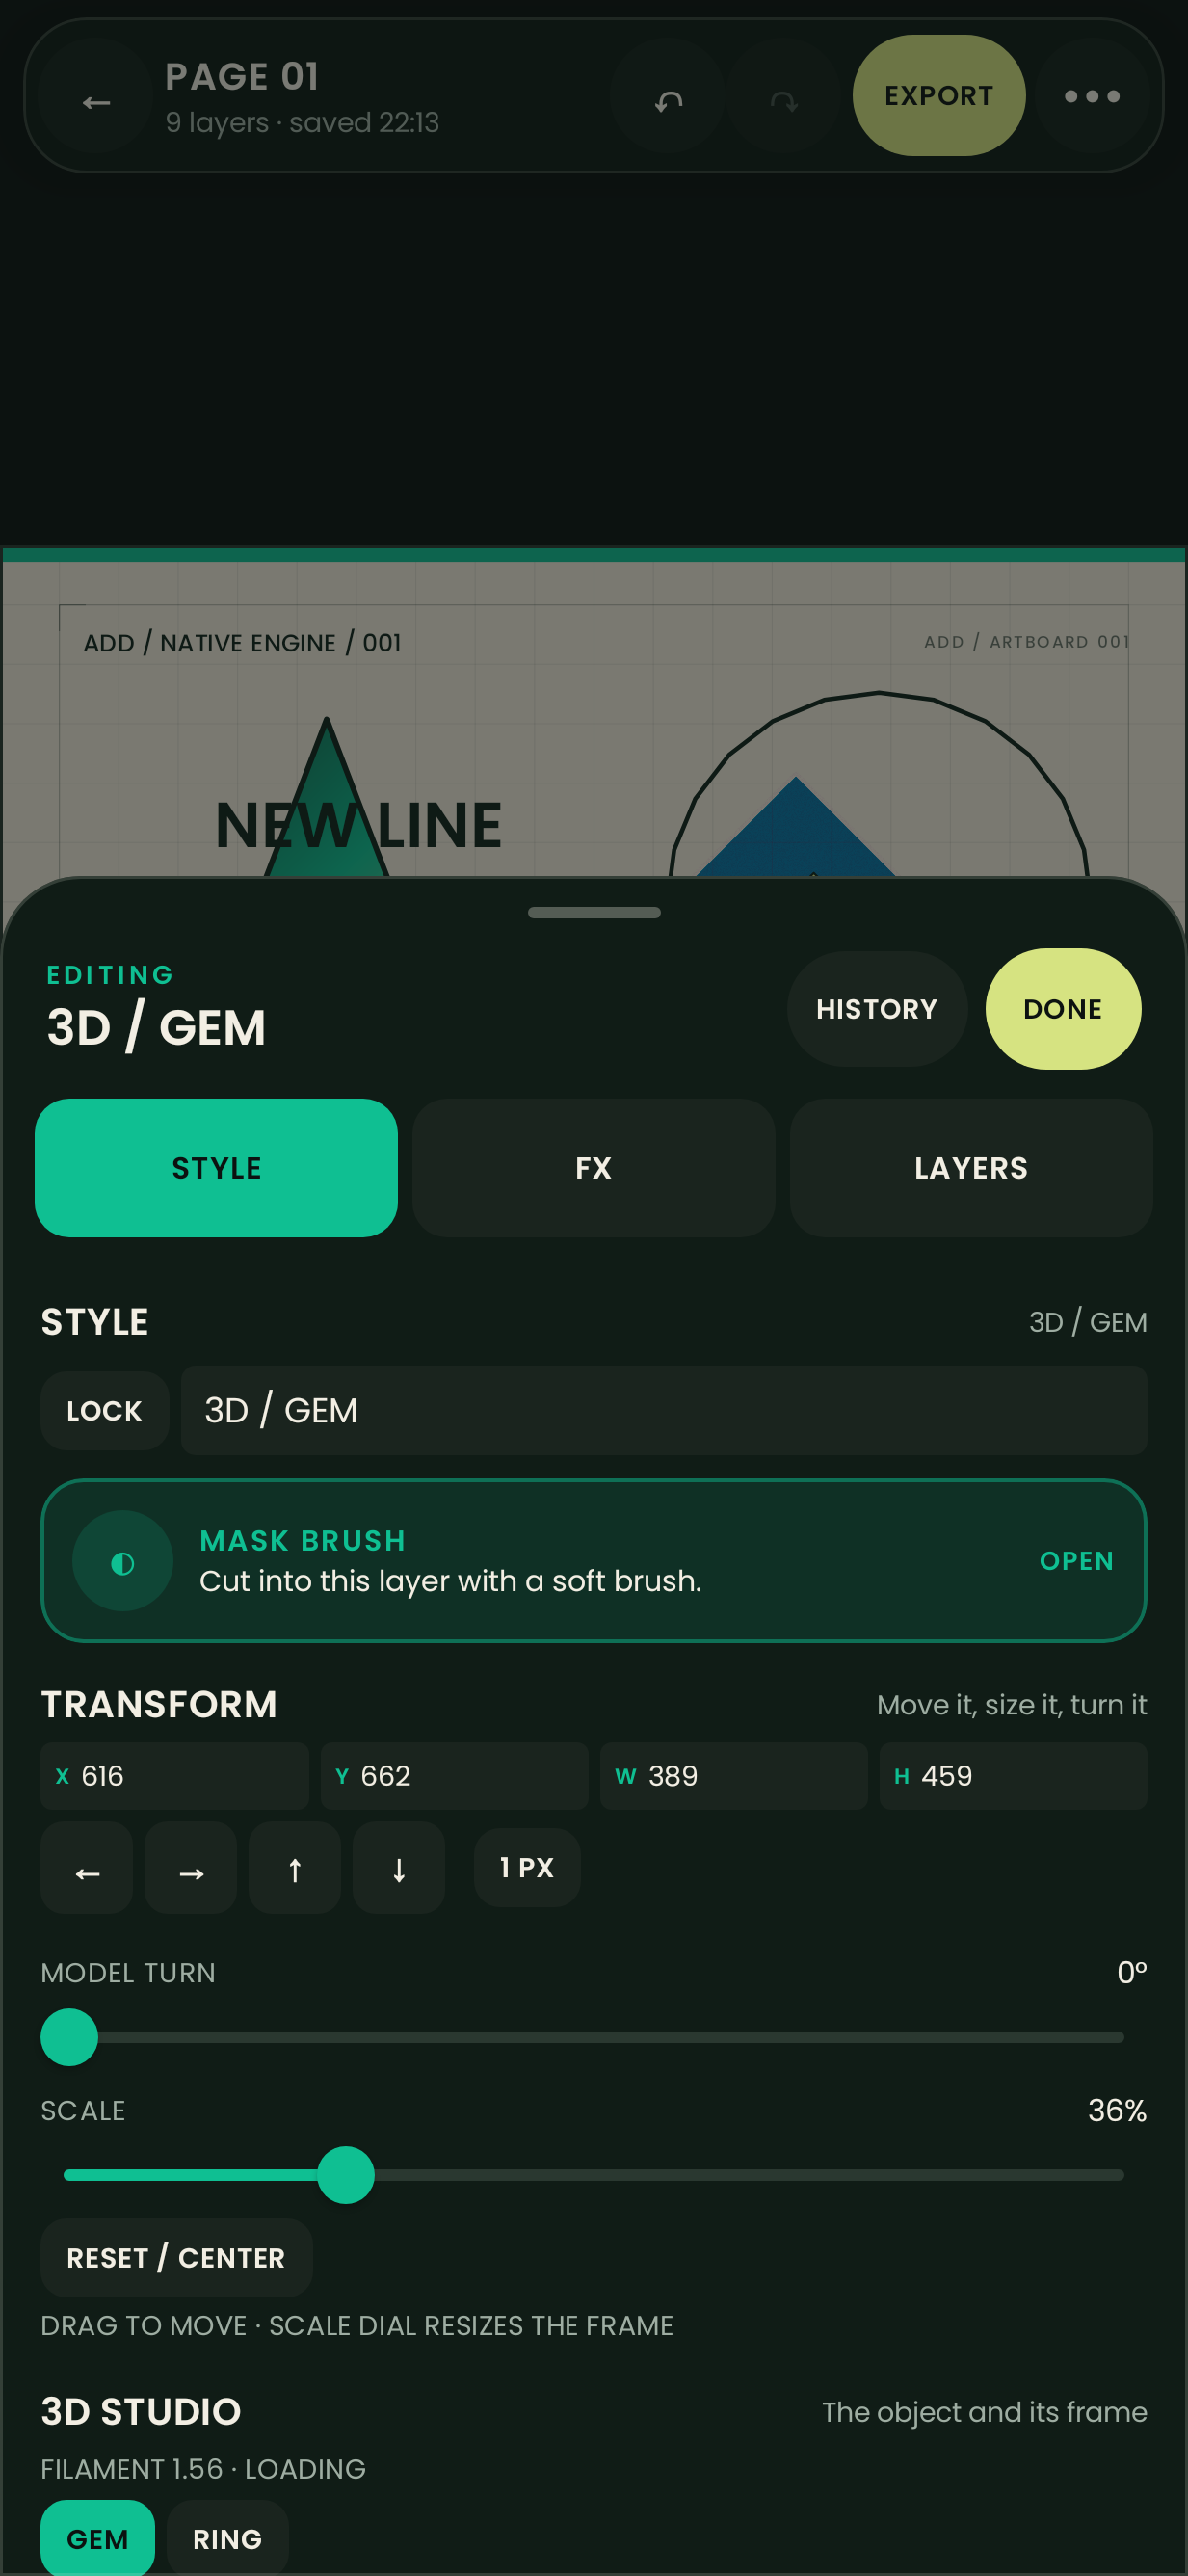 ←
PAGE 01
9 layers · saved 22:13
EXPORT
ADD / NATIVE ENGINE / 001
ADD / ARTBOARD 001
NEW LINE
EDITING
3D / GEM
HISTORY
DONE
STYLE
FX
LAYERS
STYLE
3D / GEM
LOCK
3D / GEM
MASK BRUSH
Cut into this layer with a soft brush.
OPEN
TRANSFORM
Move it, size it, turn it
X 616
Y 662
W 389
H 459
← → ↑ ↓ 1 PX
MODEL TURN
0°
SCALE
36%
RESET / CENTER
DRAG TO MOVE · SCALE DIAL RESIZES THE FRAME
3D STUDIO
The object and its frame
FILAMENT 1.56 · LOADING
GEM
RING